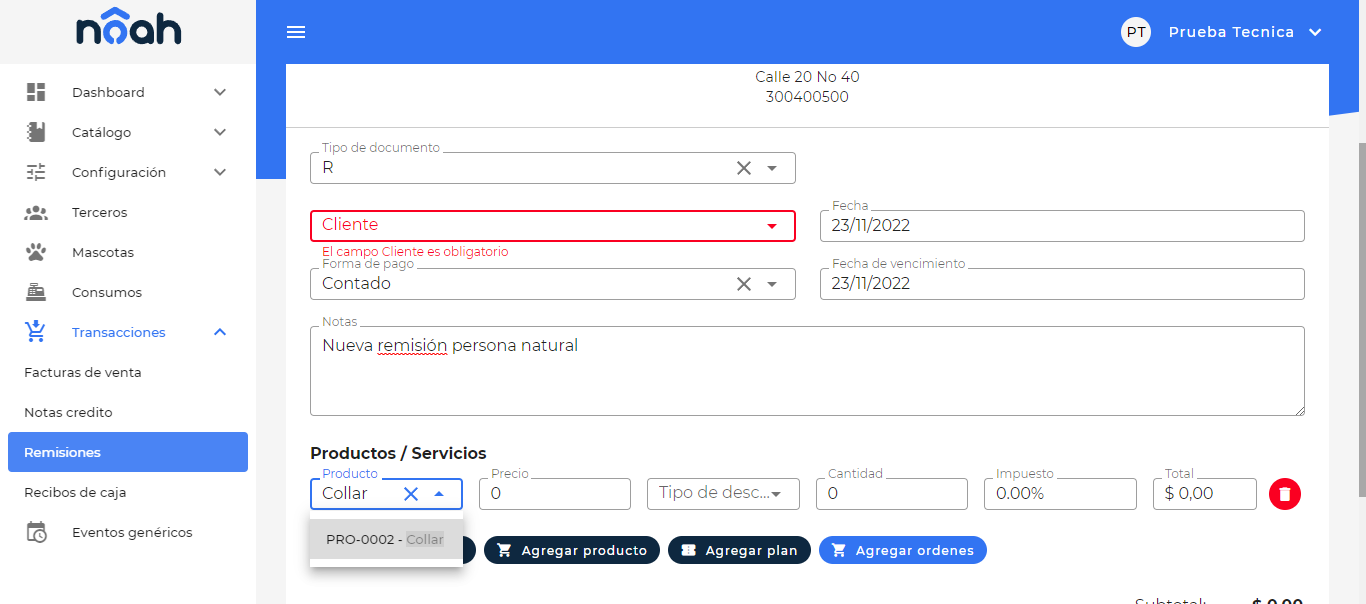 nôah
PT Prueba Tecnica
Dashboard
Catálogo
Configuración
Terceros
Mascotas
Consumos
Transacciones
Facturas de venta
Notas credito
Remisiones
Recibos de caja
Eventos genéricos
Calle 20 No 40
300400500
Tipo de documento
R
Cliente
El campo Cliente es obligatorio
Fecha
23/11/2022
Forma de pago
Contado
Fecha de vencimiento
23/11/2022
Notas
Nueva remisión persona natural
Productos / Servicios
Producto Precio Cantidad Impuesto Total
Collar 0 Tipo de desc... 0 0.00% $ 0,00
PRO-0002 - Collar
Agregar producto Agregar plan Agregar ordenes
Subtotal: $ 0,00